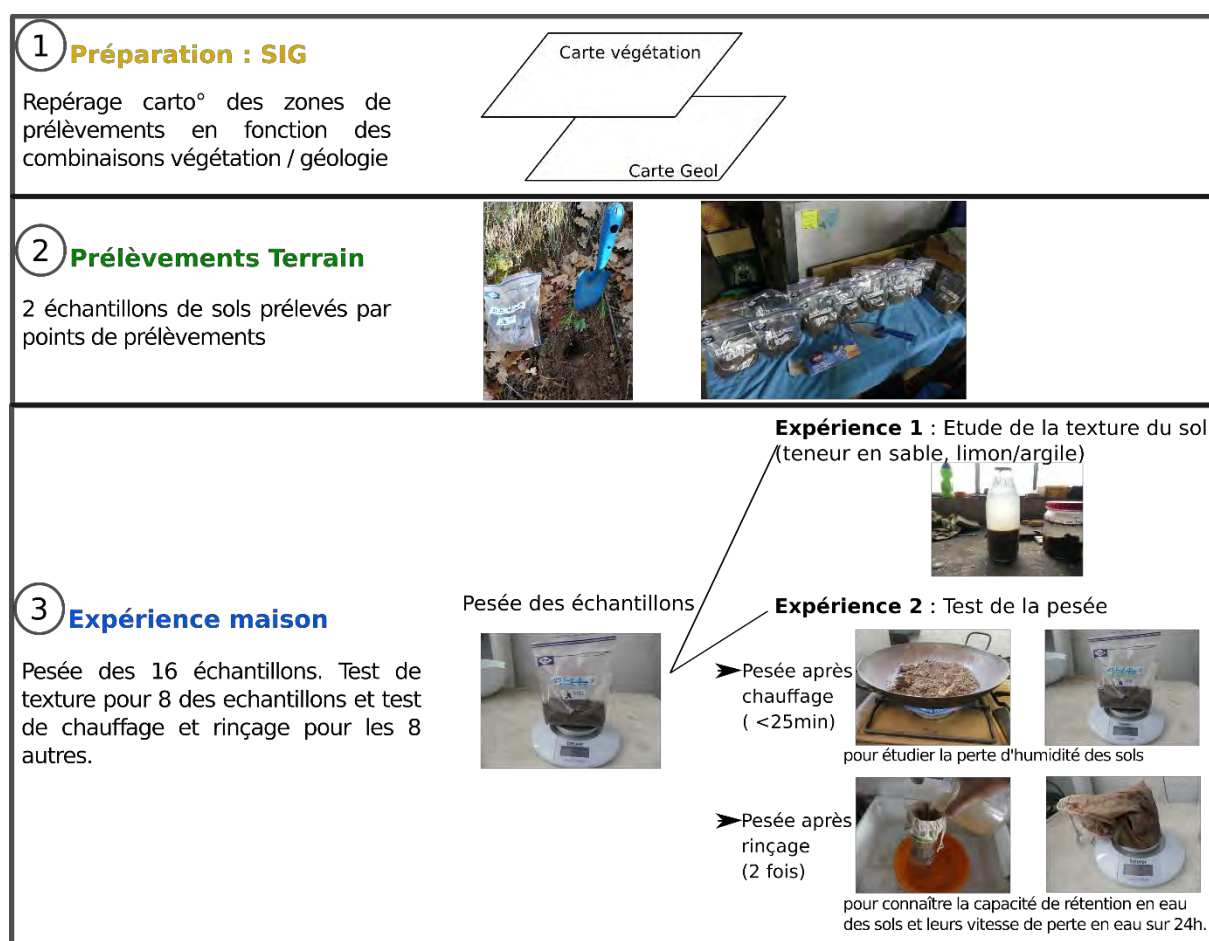 1 Préparation : SIG
Repérage carto° des zones de
prélèvements en fonction des
combinaisons végétation / géologie
Carte végétation
Carte Geol
2 Prélèvements Terrain
2 échantillons de sols prélevés par
points de prélèvements
3 Expérience maison
Pesée des 16 échantillons. Test de
texture pour 8 des echantillons et test
de chauffage et rinçage pour les 8
autres.
Pesée des échantillons
Expérience 1 : Etude de la texture du sol
(teneur en sable, limon/argile)
Expérience 2 : Test de la pesée
Pesée après
chauffage
( <25min)
pour étudier la perte d'humidité des sols
Pesée après
rinçage
(2 fois)
pour connaître la capacité de rétention en eau
des sols et leurs vitesse de perte en eau sur 24h.